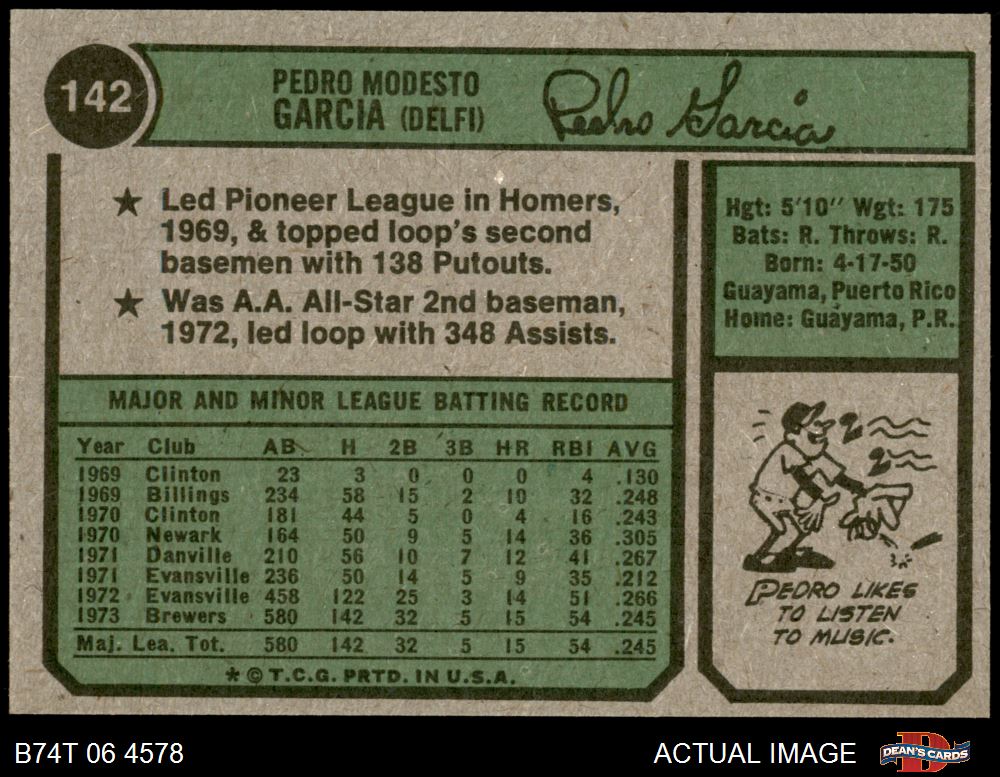 142
PEDRO MODESTO
GARCIA (DELFI)
Pedro Garcia
★ Led Pioneer League in Homers,
1969, & topped loop's second
basemen with 138 Putouts.
★ Was A.A. All-Star 2nd baseman,
1972, led loop with 348 Assists.
Hgt: 5'10" Wgt: 175
Bats: R. Throws: R.
Born: 4-17-50
Guayama, Puerto Rico
Home: Guayama, P.R.
MAJOR AND MINOR LEAGUE BATTING RECORD
Year Club AB H 2B 3B HR RBI AVG
1969 Clinton 23 3 0 0 0 4 .130
1969 Billings 234 58 15 2 10 32 .248
1970 Clinton 181 44 5 0 4 16 .243
1970 Newark 164 50 9 5 14 36 .305
1971 Danville 210 56 10 7 12 41 .267
1971 Evansville 236 50 14 5 9 35 .212
1972 Evansville 458 122 25 3 14 51 .266
1973 Brewers 580 142 32 5 15 54 .245
Maj. Lea. Tot. 580 142 32 5 15 54 .245
* © T.C.G. PRTD. IN U.S.A.
PEDRO LIKES
TO LISTEN
TO MUSIC.
B74T 06 4578
ACTUAL IMAGE
DEAN'S CARDS